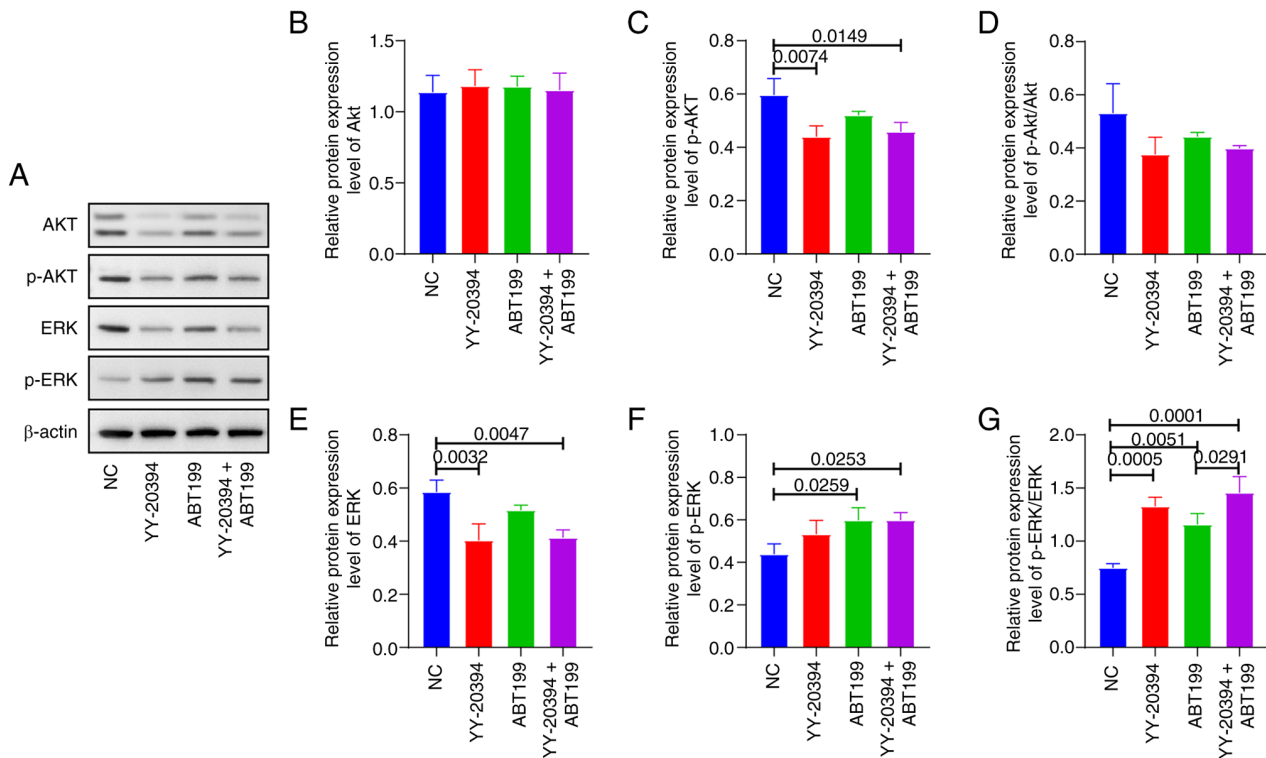 A
AKT
p-AKT
ERK
p-ERK
β-actin
NC
YY-20394
ABT199
YY-20394 +
ABT199
B
Relative protein expression
level of Akt
1.5
1.0
0.5
0.0
NC
YY-20394
ABT199
YY-20394 +
ABT199
C
Relative protein expression
level of p-AKT
0.8
0.6
0.4
0.2
0.0
0.0149
0.0074
NC
YY-20394
ABT199
YY-20394 +
ABT199
D
Relative protein expression
level of p-Akt/Akt
0.8
0.6
0.4
0.2
0.0
NC
YY-20394
ABT199
YY-20394 +
ABT199
E
Relative protein expression
level of ERK
0.8
0.6
0.4
0.2
0.0
0.0047
0.0032
NC
YY-20394
ABT199
YY-20394 +
ABT199
F
Relative protein expression
level of p-ERK
1.0
0.8
0.6
0.4
0.2
0.0
0.0253
0.0259
NC
YY-20394
ABT199
YY-20394 +
ABT199
G
Relative protein expression
level of p-ERK/ERK
2.0
1.5
1.0
0.5
0.0
0.0001
0.0051
0.0005
0.0291
NC
YY-20394
ABT199
YY-20394 +
ABT199